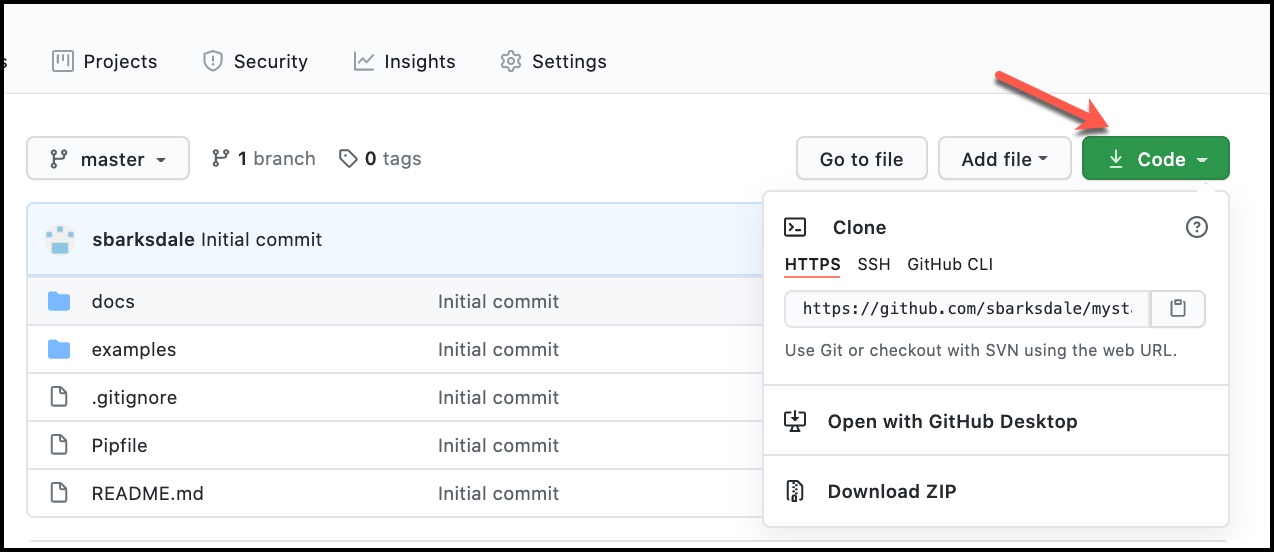 s Projects Security Insights Settings
master 1 branch 0 tags Go to file Add file Code
sbarksdale Initial commit
docs Initial commit
examples Initial commit
.gitignore Initial commit
Pipfile Initial commit
README.md Initial commit
Clone
HTTPS SSH GitHub CLI
https://github.com/sbarksdale/myst
Use Git or checkout with SVN using the web URL.
Open with GitHub Desktop
Download ZIP